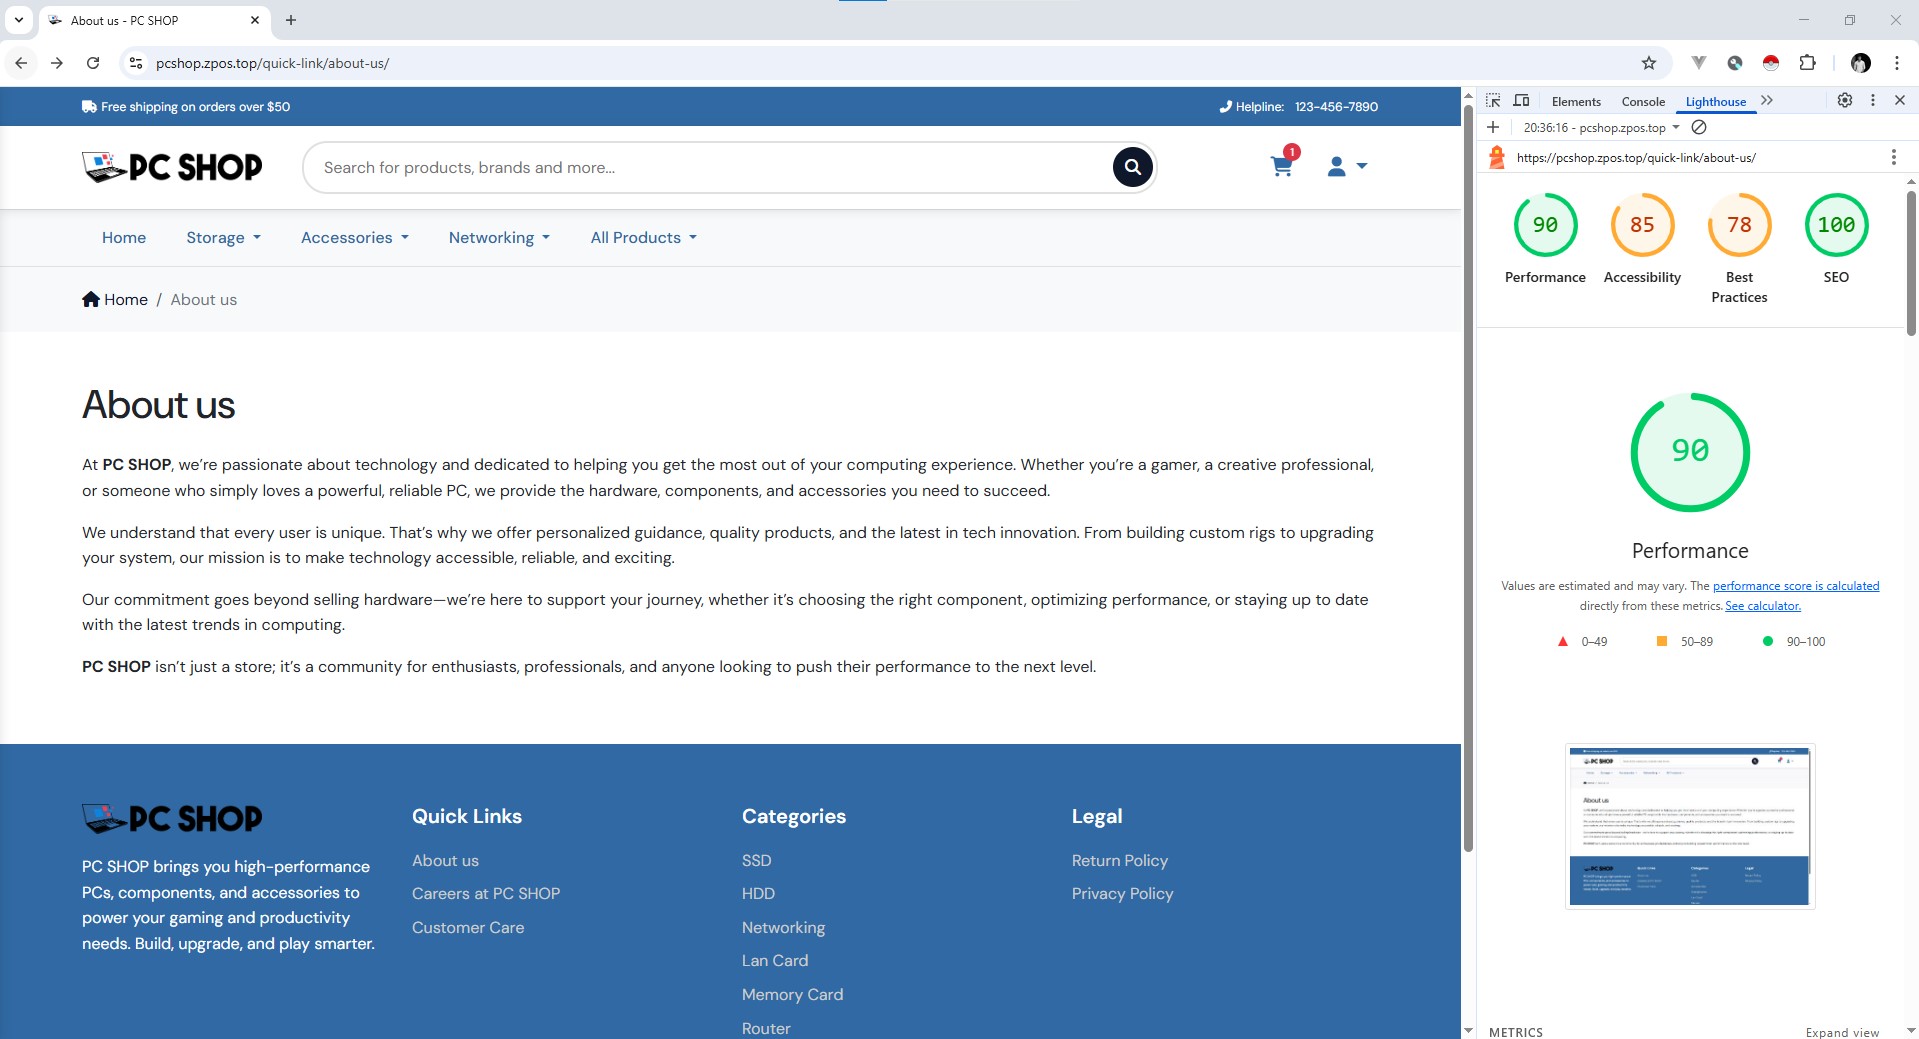 About us - PC SHOP
pcshop.zpos.top/quick-link/about-us/
Free shipping on orders over $50
Helpline: 123-456-7890
PC SHOP
Search for products, brands and more...
1
Home
Storage
Accessories
Networking
All Products
Home / About us
About us
At PC SHOP, we’re passionate about technology and dedicated to helping you get the most out of your computing experience. Whether you’re a gamer, a creative professional,
or someone who simply loves a powerful, reliable PC, we provide the hardware, components, and accessories you need to succeed.
We understand that every user is unique. That’s why we offer personalized guidance, quality products, and the latest in tech innovation. From building custom rigs to upgrading
your system, our mission is to make technology accessible, reliable, and exciting.
Our commitment goes beyond selling hardware—we’re here to support your journey, whether it’s choosing the right component, optimizing performance, or staying up to date
with the latest trends in computing.
PC SHOP isn’t just a store; it’s a community for enthusiasts, professionals, and anyone looking to push their performance to the next level.
PC SHOP
PC SHOP brings you high-performance
PCs, components, and accessories to
power your gaming and productivity
needs. Build, upgrade, and play smarter.
Quick Links
About us
Careers at PC SHOP
Customer Care
Categories
SSD
HDD
Networking
Lan Card
Memory Card
Router
Legal
Return Policy
Privacy Policy
Elements
Console
Lighthouse
20:36:16 - pcshop.zpos.top
https://pcshop.zpos.top/quick-link/about-us/
90
Performance
85
Accessibility
78
Best
Practices
100
SEO
90
Performance
Values are estimated and may vary. The performance score is calculated
directly from these metrics. See calculator.
0–49
50–89
90–100
METRICS
Expand view